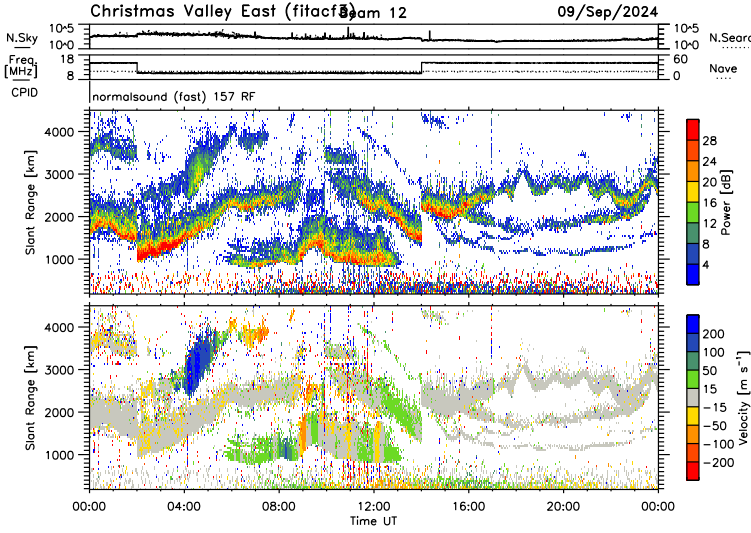 Christmas Valley East (fitacf3) Beam 12 09/Sep/2024
N.Sky 10^5 10^0 10^5 10^0 N.Searc
Freq. [MHz] 18 8 60 0 Nave
CPID normalsound (fast) 157 RF
Slant Range [km] 4000 3000 2000 1000
Power [dB] 28 24 20 16 12 8 4
Slant Range [km] 4000 3000 2000 1000
Velocity [m s⁻¹] 200 100 50 15 −15 −50 −100 −200
00:00 04:00 08:00 12:00 16:00 20:00 00:00
Time UT